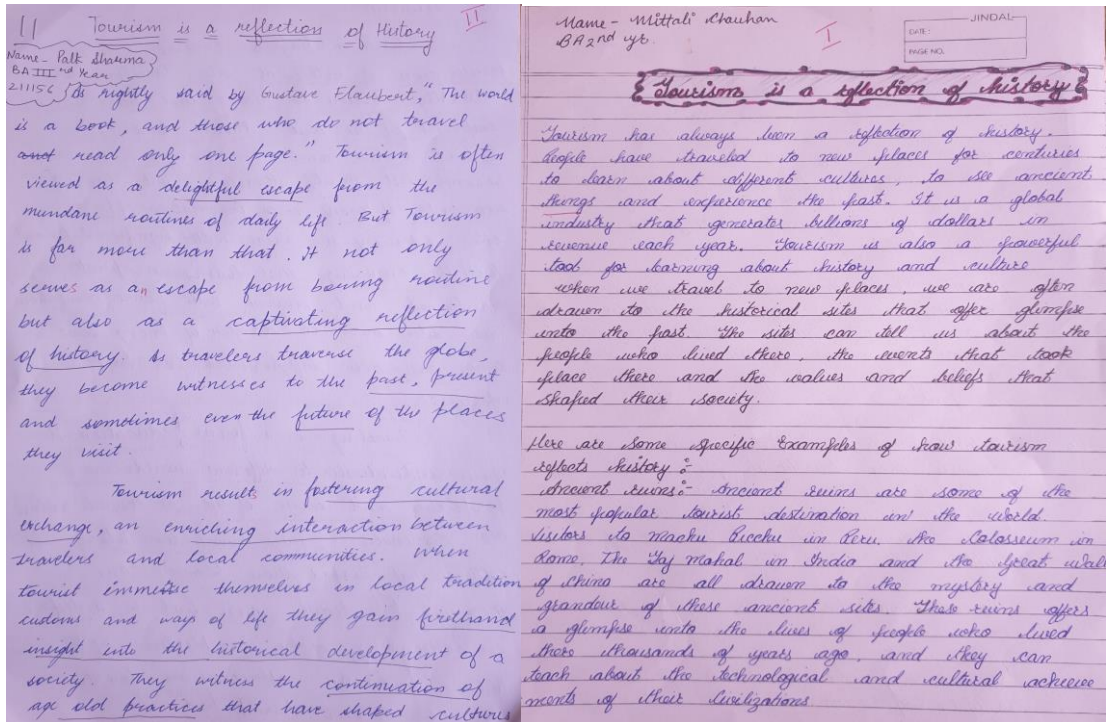 11
II
Tourism is a reflection of History
Name - Palk Sharma
BA III nd Year
211156
As rightly said by Gustave Flaubert, "The world
is a book, and those who do not travel
read only one page." Tourism is often
viewed as a delightful escape from the
mundane routines of daily life. But Tourism
is far more than that. It not only
serves as an escape from boring routine
but also as a captivating reflection
of history. As travelers traverse the globe,
they become witnesses to the past, present
and sometimes even the future of the places
they visit.
Tourism results in fostering cultural
exchange, an enriching interaction between
travelers and local communities. When
tourist immerse themselves in local tradition
customs and ways of life they gain firsthand
insight into the historical development of a
society. They witness the continuation of
age old practices that have shaped cultures
Name - Mittali Chauhan
BA 2nd yr.
I
JINDAL
DATE:
PAGE NO.
Tourism is a reflection of history
Tourism has always been a reflection of history.
People have traveled to new places for centuries
to learn about different cultures, to see ancient
things and experience the past. It is a global
industry that generates billions of dollars in
revenue each year. Tourism is also a powerful
tool for learning about history and culture
when we travel to new places, we are often
drawn to the historical sites that offer glimpse
into the past. The sites can tell us about the
people who lived there, the events that took
place there and the values and beliefs that
shaped their society.
Here are some specific Examples of how tourism
reflects history :-
Ancient ruins:- Ancient ruins are some of the
most popular tourist destination in the world.
Visitors to machu Picchu in Peru, the Colosseum in
Rome, The Taj Mahal in India and the Great Wall
of China are all drawn to the mystery and
grandour of these ancient sites. These ruins offers
a glimpse into the lives of people who lived
there thousands of years ago, and they can
teach about the technological and cultural achieve
ments of their Civilizations.